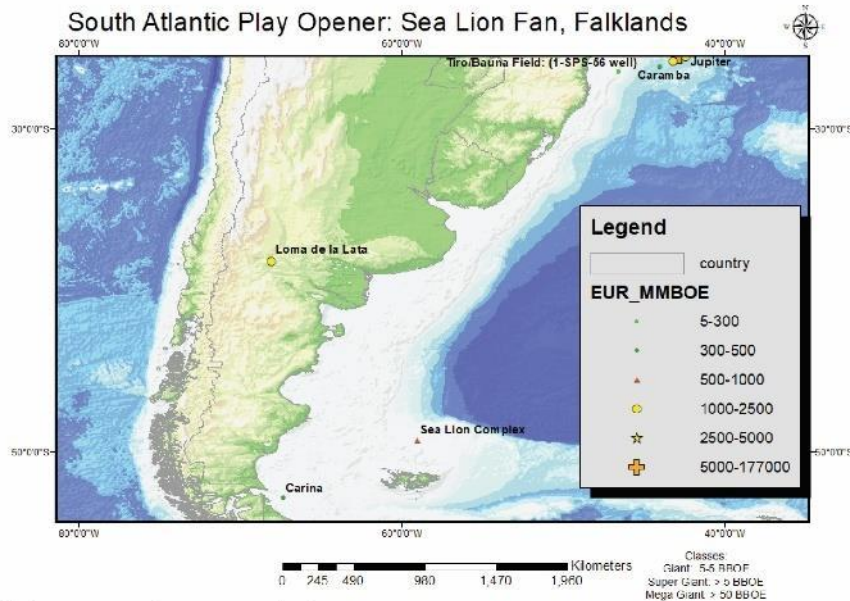 South Atlantic Play Opener: Sea Lion Fan, Falklands
N
W E
S
80°0'0"W 60°0'0"W 40°0'0"W
Tiro/Bauna Field: (1-SPS-56 well) Jupiter
Caramba
30°0'0"S 30°0'0"S
Loma de la Lata
Legend
country
EUR_MMBOE
5-300
300-500
500-1000
1000-2500
2500-5000
5000-177000
Sea Lion Complex
50°0'0"S 50°0'0"S
Carina
80°0'0"W 60°0'0"W 40°0'0"W
Kilometers
0 245 490 980 1,470 1,960
Classes:
Giant: 5-5 BBOE
Super Giant: > 5 BBOE
Mega Giant: > 50 BBOE